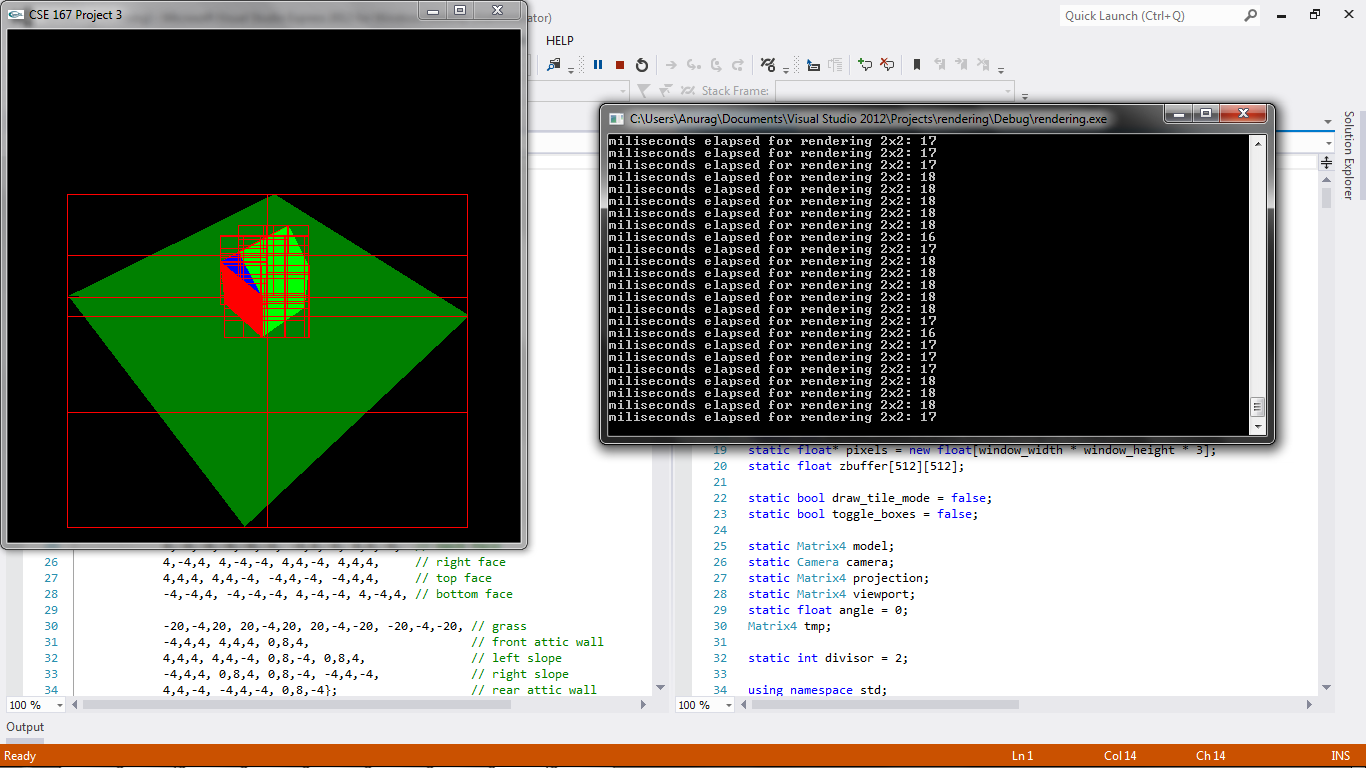 CSE 167 Project 3
ator)
Quick Launch (Ctrl+Q)
HELP
Stack Frame:
C:\Users\Anurag\Documents\Visual Studio 2012\Projects\rendering\Debug\rendering.exe
miliseconds elapsed for rendering 2x2: 17
miliseconds elapsed for rendering 2x2: 17
miliseconds elapsed for rendering 2x2: 17
miliseconds elapsed for rendering 2x2: 18
miliseconds elapsed for rendering 2x2: 18
miliseconds elapsed for rendering 2x2: 18
miliseconds elapsed for rendering 2x2: 18
miliseconds elapsed for rendering 2x2: 18
miliseconds elapsed for rendering 2x2: 16
miliseconds elapsed for rendering 2x2: 17
miliseconds elapsed for rendering 2x2: 18
miliseconds elapsed for rendering 2x2: 18
miliseconds elapsed for rendering 2x2: 18
miliseconds elapsed for rendering 2x2: 18
miliseconds elapsed for rendering 2x2: 18
miliseconds elapsed for rendering 2x2: 17
miliseconds elapsed for rendering 2x2: 16
miliseconds elapsed for rendering 2x2: 17
miliseconds elapsed for rendering 2x2: 17
miliseconds elapsed for rendering 2x2: 17
miliseconds elapsed for rendering 2x2: 18
miliseconds elapsed for rendering 2x2: 18
miliseconds elapsed for rendering 2x2: 18
miliseconds elapsed for rendering 2x2: 17
Solution Explorer
26 4,-4,4, 4,-4,-4, 4,4,-4, 4,4,4, // right face
27 4,4,4, 4,4,-4, -4,4,-4, -4,4,4, // top face
28 -4,-4,4, -4,-4,-4, 4,-4,-4, 4,-4,4, // bottom face
29
30 -20,-4,20, 20,-4,20, 20,-4,-20, -20,-4,-20, // grass
31 -4,4,4, 4,4,4, 0,8,4, // front attic wall
32 4,4,4, 4,4,-4, 0,8,-4, 0,8,4, // left slope
33 -4,4,4, 0,8,4, 0,8,-4, -4,4,-4, // right slope
34 4,4,-4, -4,4,-4, 0,8,-4}; // rear attic wall
100 %
19 static float* pixels = new float[window_width * window_height * 3];
20 static float zbuffer[512][512];
21
22 static bool draw_tile_mode = false;
23 static bool toggle_boxes = false;
24
25 static Matrix4 model;
26 static Camera camera;
27 static Matrix4 projection;
28 static Matrix4 viewport;
29 static float angle = 0;
30 Matrix4 tmp;
31
32 static int divisor = 2;
33
34 using namespace std;
100 %
Output
Ready
Ln 1
Col 14
Ch 14
INS